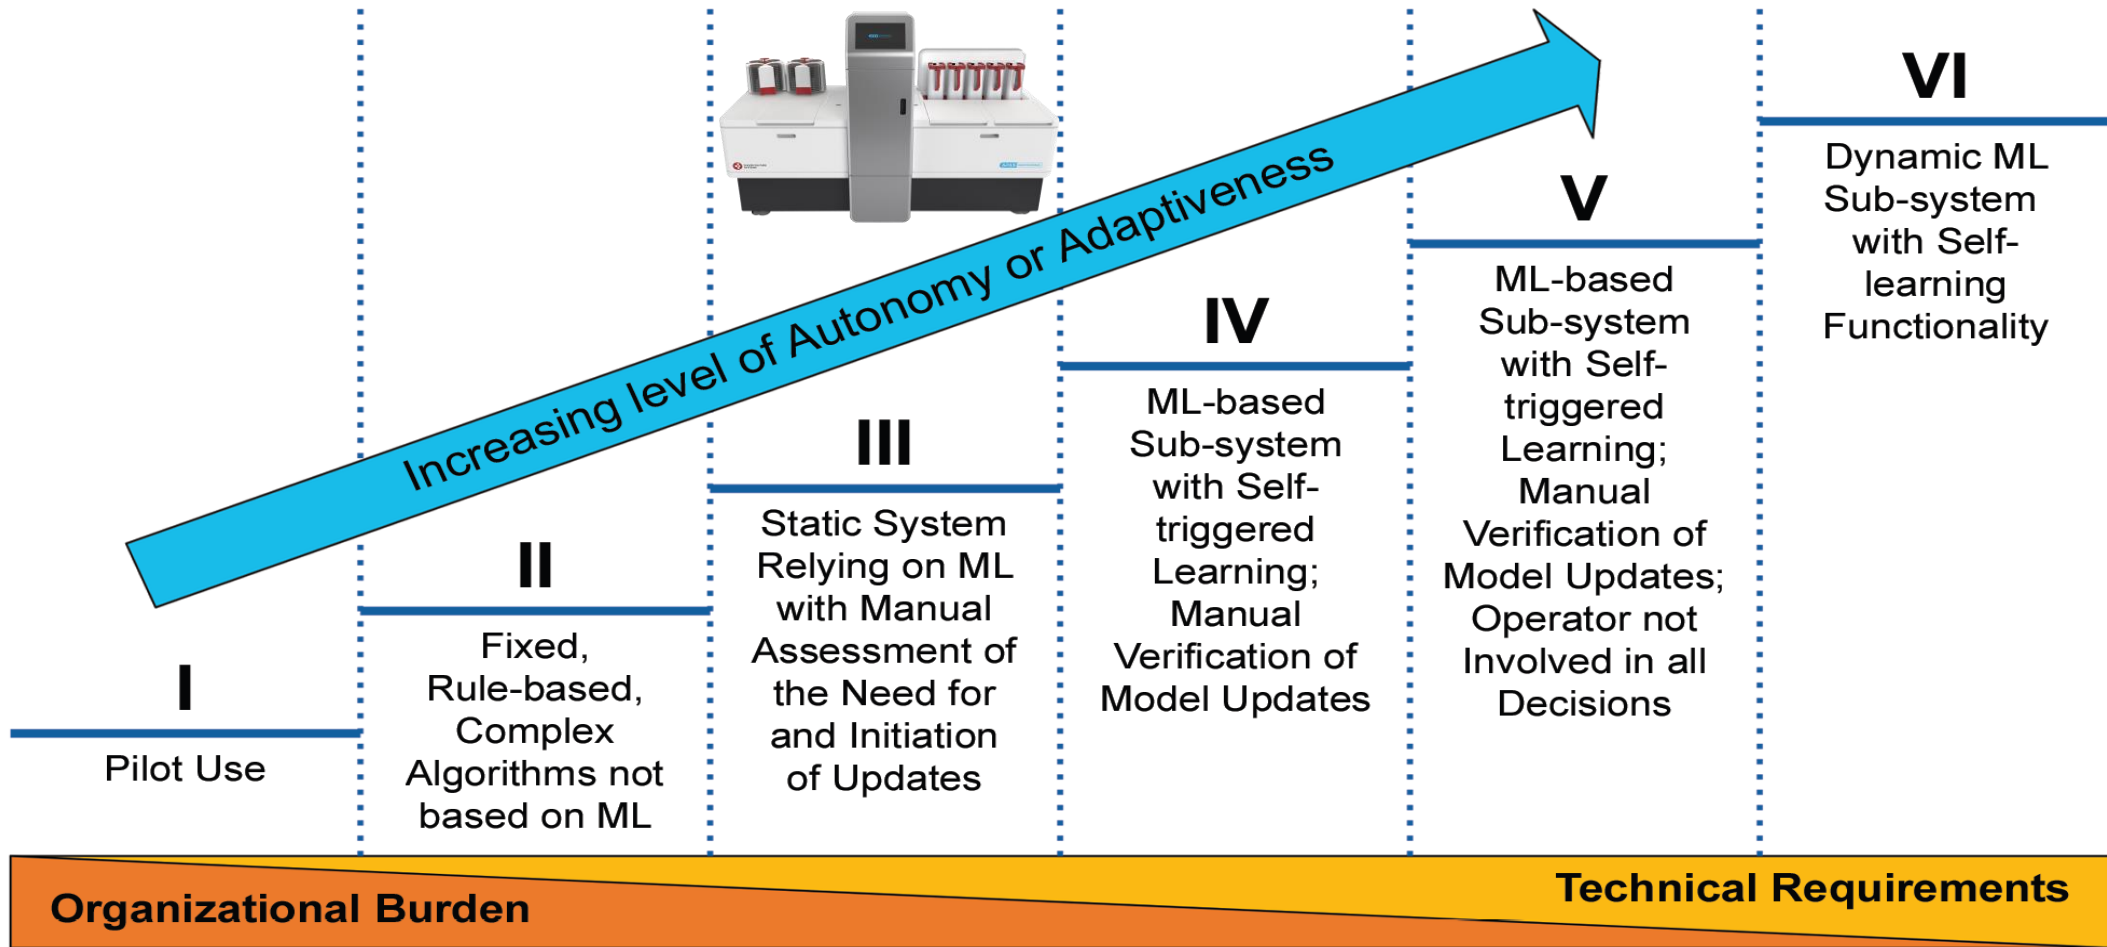 Increasing level of Autonomy or Adaptiveness
I
Pilot Use
II
Fixed,
Rule-based,
Complex
Algorithms not
based on ML
III
Static System
Relying on ML
with Manual
Assessment of
the Need for
and Initiation
of Updates
IV
ML-based
Sub-system
with Self-
triggered
Learning;
Manual
Verification of
Model Updates
V
ML-based
Sub-system
with Self-
triggered
Learning;
Manual
Verification of
Model Updates;
Operator not
Involved in all
Decisions
VI
Dynamic ML
Sub-system
with Self-
learning
Functionality
Organizational Burden
Technical Requirements